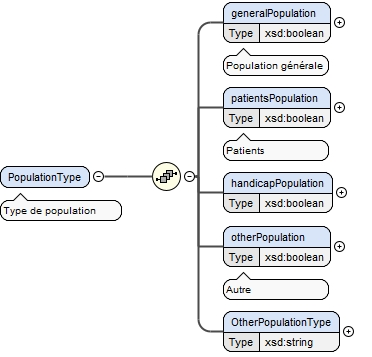 generalPopulation
Type xsd:boolean
Population générale
patientsPopulation
Type xsd:boolean
Patients
PopulationType
Type de population
handicapPopulation
Type xsd:boolean
otherPopulation
Type xsd:boolean
Autre
OtherPopulationType
Type xsd:string